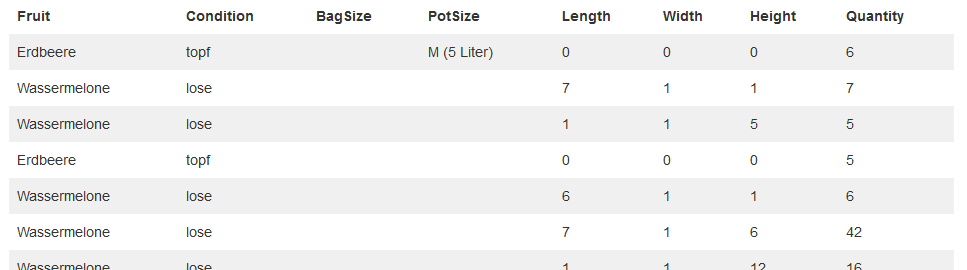 Fruit Condition BagSize PotSize Length Width Height Quantity
Erdbeere topf M (5 Liter) 0 0 0 6
Wassermelone lose 7 1 1 7
Wassermelone lose 1 1 5 5
Erdbeere topf 0 0 0 5
Wassermelone lose 6 1 1 6
Wassermelone lose 7 1 6 42
Wassermelone lose 1 1 12 16